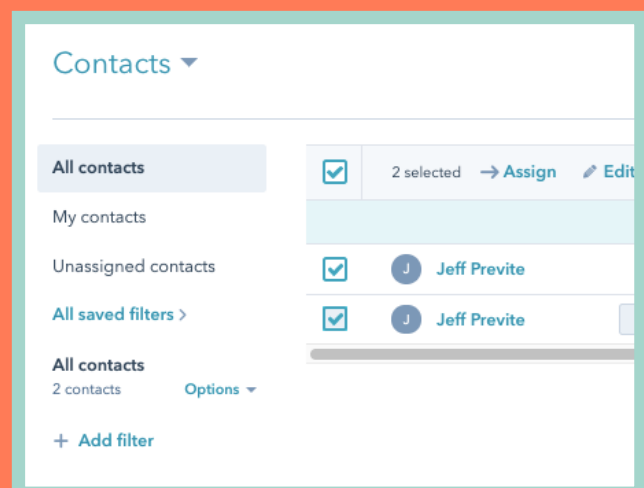 Contacts
All contacts
My contacts
Unassigned contacts
All saved filters
All contacts
2 contacts Options
+ Add filter
2 selected Assign Edit
J Jeff Previte
J Jeff Previte